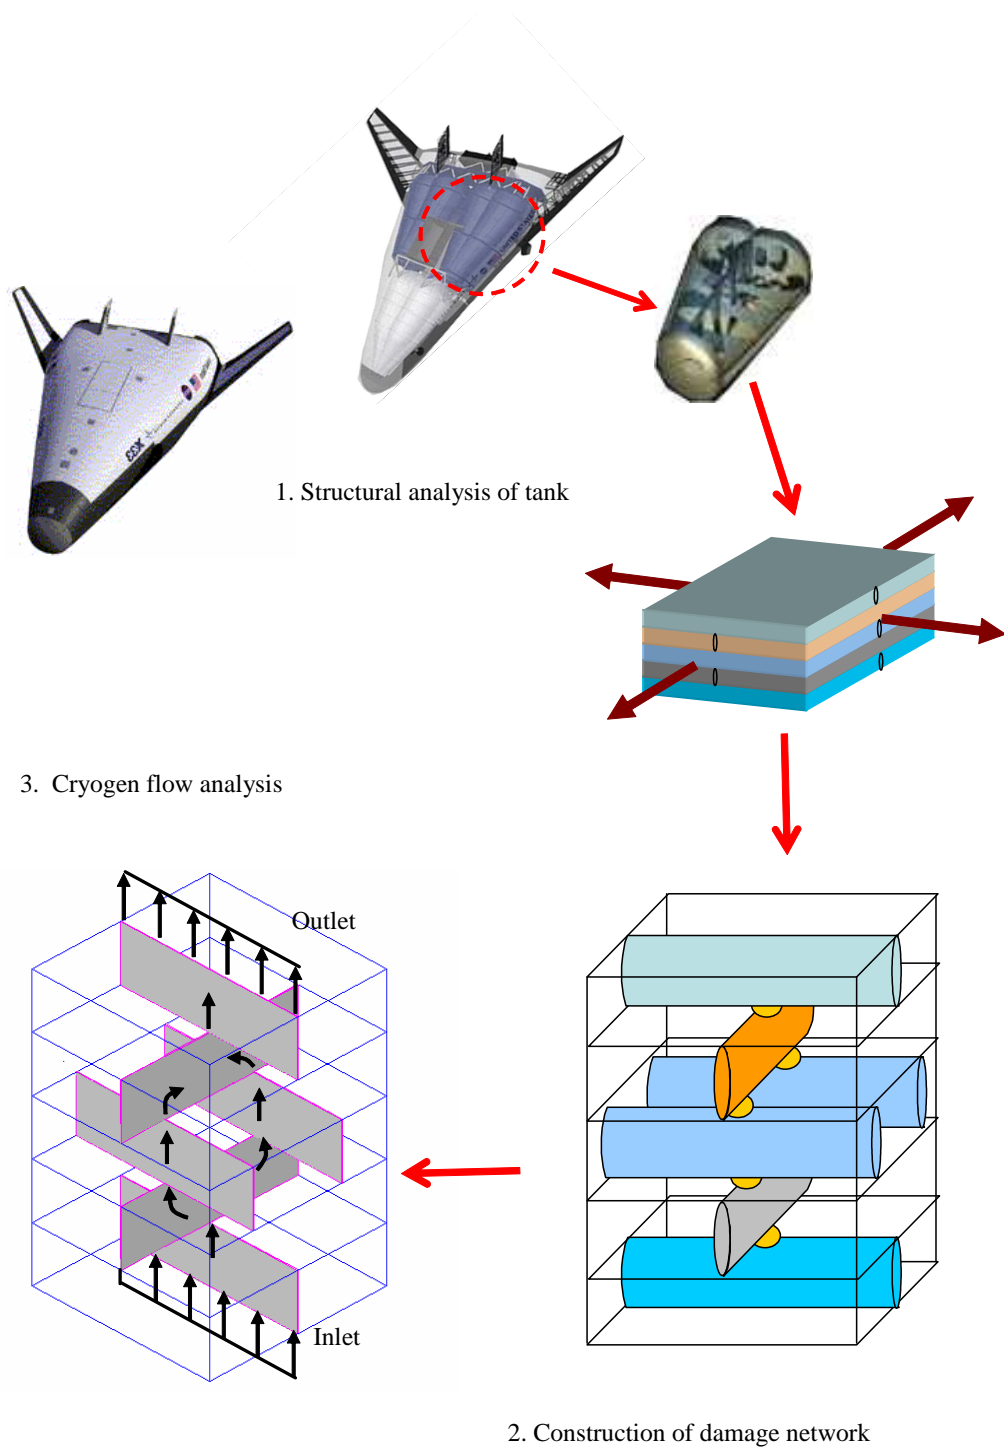 1. Structural analysis of tank
3. Cryogen flow analysis
Outlet
Inlet
2. Construction of damage network